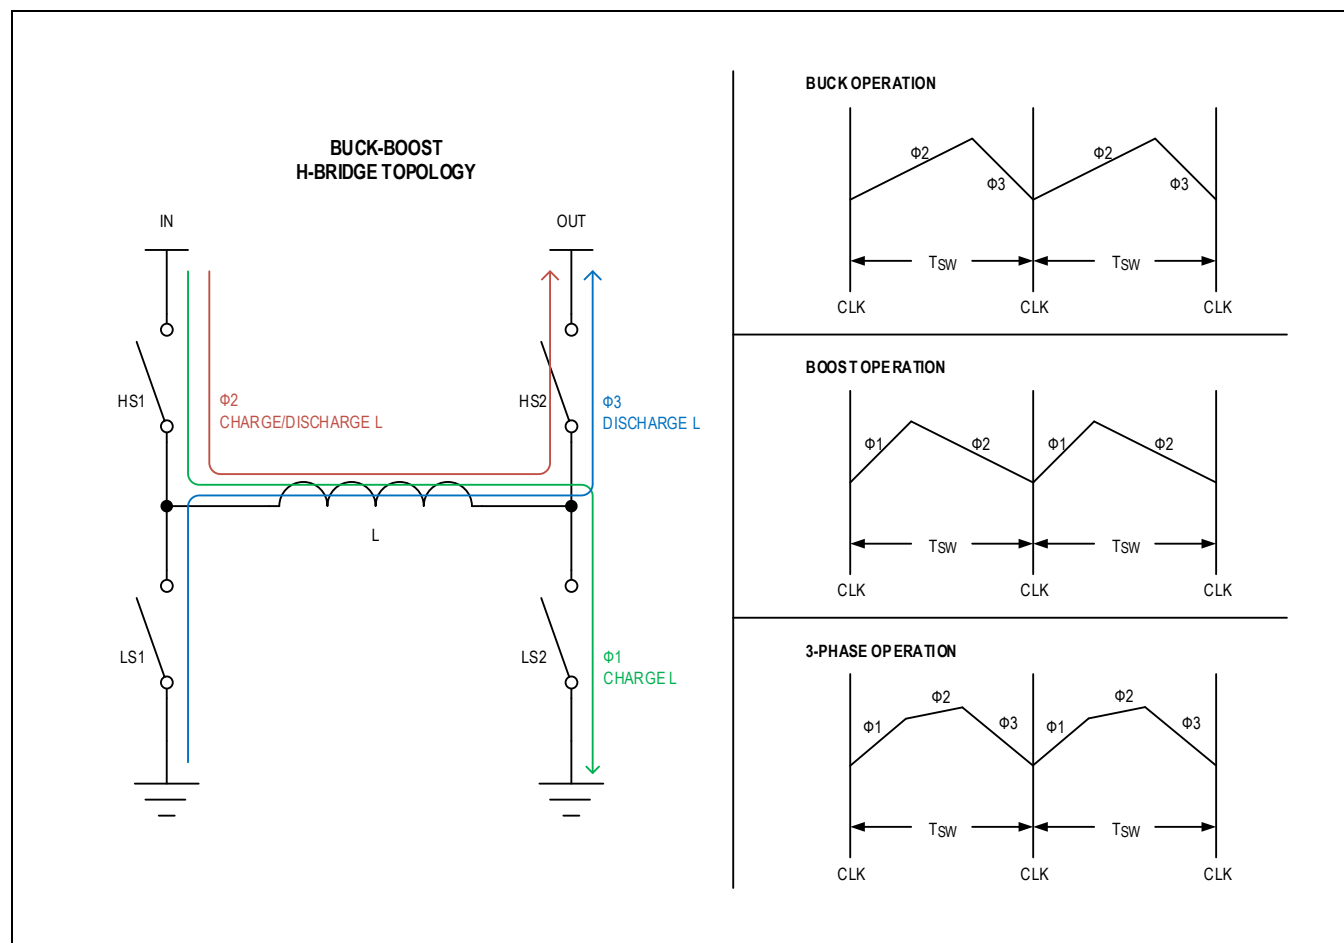 BUCK-BOOST
H-BRIDGE TOPOLOGY
IN
OUT
HS1
Φ2
CHARGE/DISCHARGE L
HS2
Φ3
DISCHARGE L
L
LS1
LS2
Φ1
CHARGE L
BUCK OPERATION
Φ2
Φ3
Φ2
Φ3
TSW
TSW
CLK
CLK
CLK
BOOST OPERATION
Φ1
Φ2
Φ1
Φ2
TSW
TSW
CLK
CLK
CLK
3-PHASE OPERATION
Φ1
Φ2
Φ3
Φ1
Φ2
Φ3
TSW
TSW
CLK
CLK
CLK